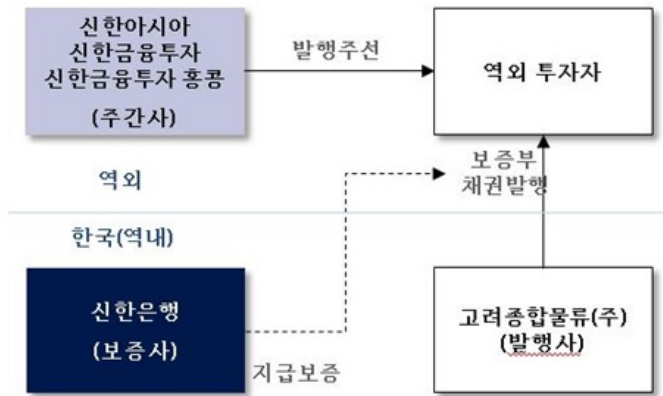 신한아시아
신한금융투자
신한금융투자 홍콩
(주간사)
발행주선
역외 투자자
보증부
채권발행
역외
한국(역내)
신한은행
(보증사)
지급보증
고려종합물류(주)
(발행사)